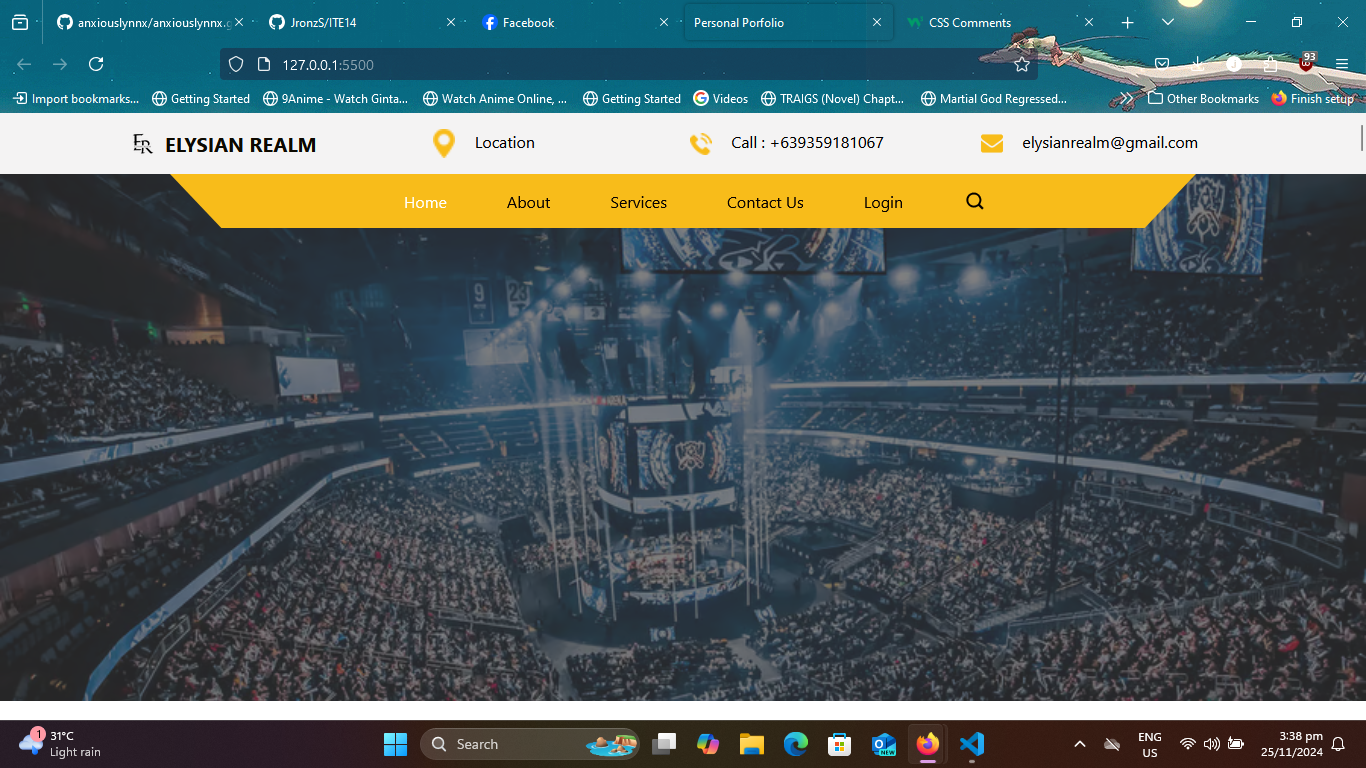 anxiouslynnx/anxiouslynnx.g
JronzS/ITE14
Facebook
Personal Porfolio
CSS Comments
127.0.0.1:5500
93
Import bookmarks...
Getting Started
9Anime - Watch Ginta...
Watch Anime Online, ...
Getting Started
Videos
TRAIGS (Novel) Chapt...
Martial God Regressed...
Other Bookmarks
Finish setup
ER ELYSIAN REALM
Location
Call : +639359181067
elysianrealm@gmail.com
Home
About
Services
Contact Us
Login
9
23
1
31°C
Light rain
Search
NEW
ENG
US
3:38 pm
25/11/2024